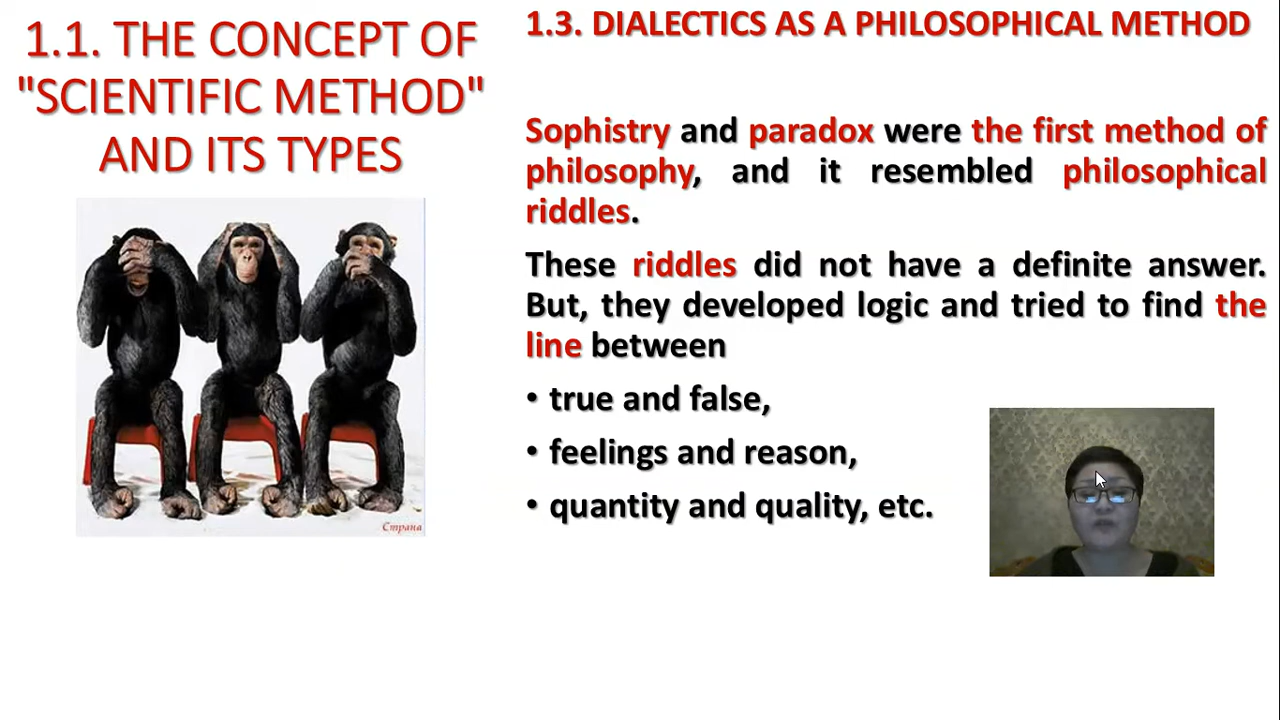 1.1. THE CONCEPT OF
"SCIENTIFIC METHOD"
AND ITS TYPES
Страна
1.3. DIALECTICS AS A PHILOSOPHICAL METHOD
Sophistry and paradox were the first method of
philosophy, and it resembled philosophical
riddles.
These riddles did not have a definite answer.
But, they developed logic and tried to find the
line between
• true and false,
• feelings and reason,
• quantity and quality, etc.